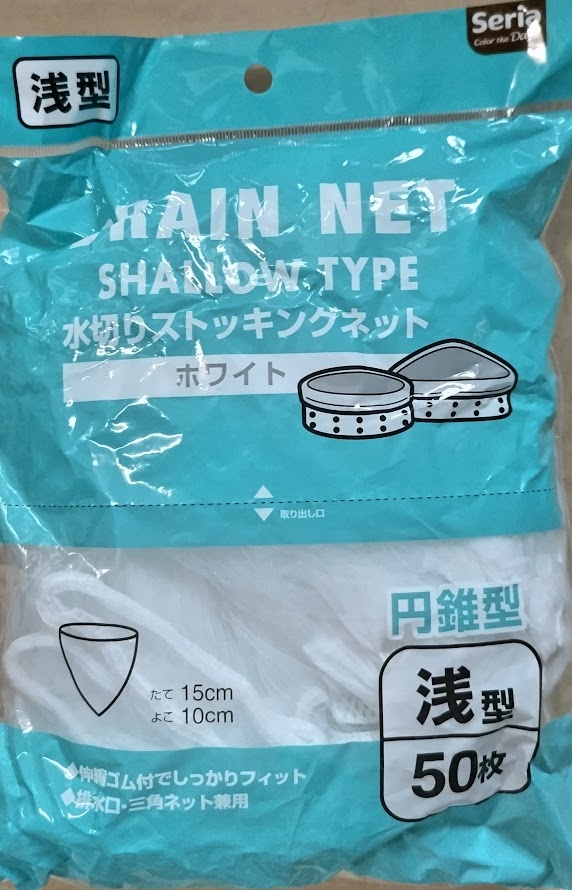 Seria
Color the Days
浅型
DRAIN NET
SHALLOW TYPE
水切りストッキングネット
ホワイト
取り出し口
円錐型
浅型
50枚
たて 15cm
よこ 10cm
◆伸縮ゴム付でしっかりフィット
◆排水口・三角ネット兼用